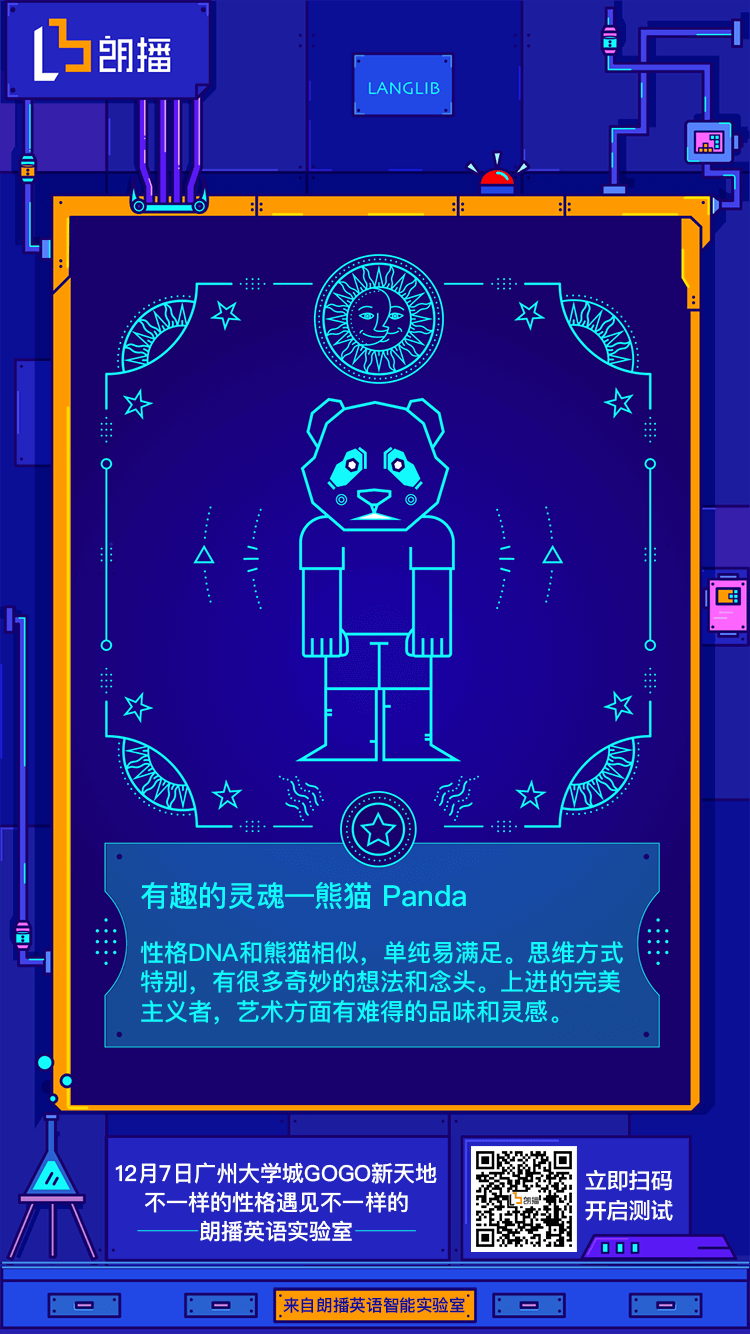 朗播
LANGLIB
有趣的灵魂—熊猫 Panda
性格DNA和熊猫相似，单纯易满足。思维方式
特别，有很多奇妙的想法和念头。上进的完美
主义者，艺术方面有难得的品味和灵感。
12月7日广州大学城GOGO新天地
不一样的性格遇见不一样的
朗播英语实验室
朗播
立即扫码
开启测试
来自朗播英语智能实验室